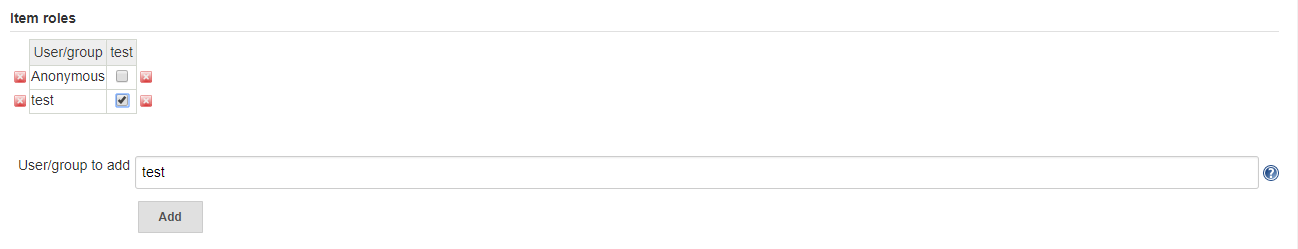 Item roles
User/group test
Anonymous
test
User/group to add test
Add